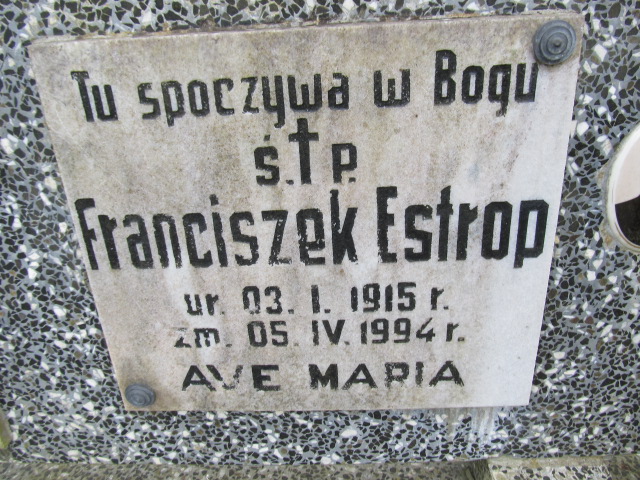 Tu spoczywa w Bogu
ś.†p.
Franciszek Estrop
ur. 03. I. 1915 r.
zm. 05. IV. 1994 r.
AVE MARIA